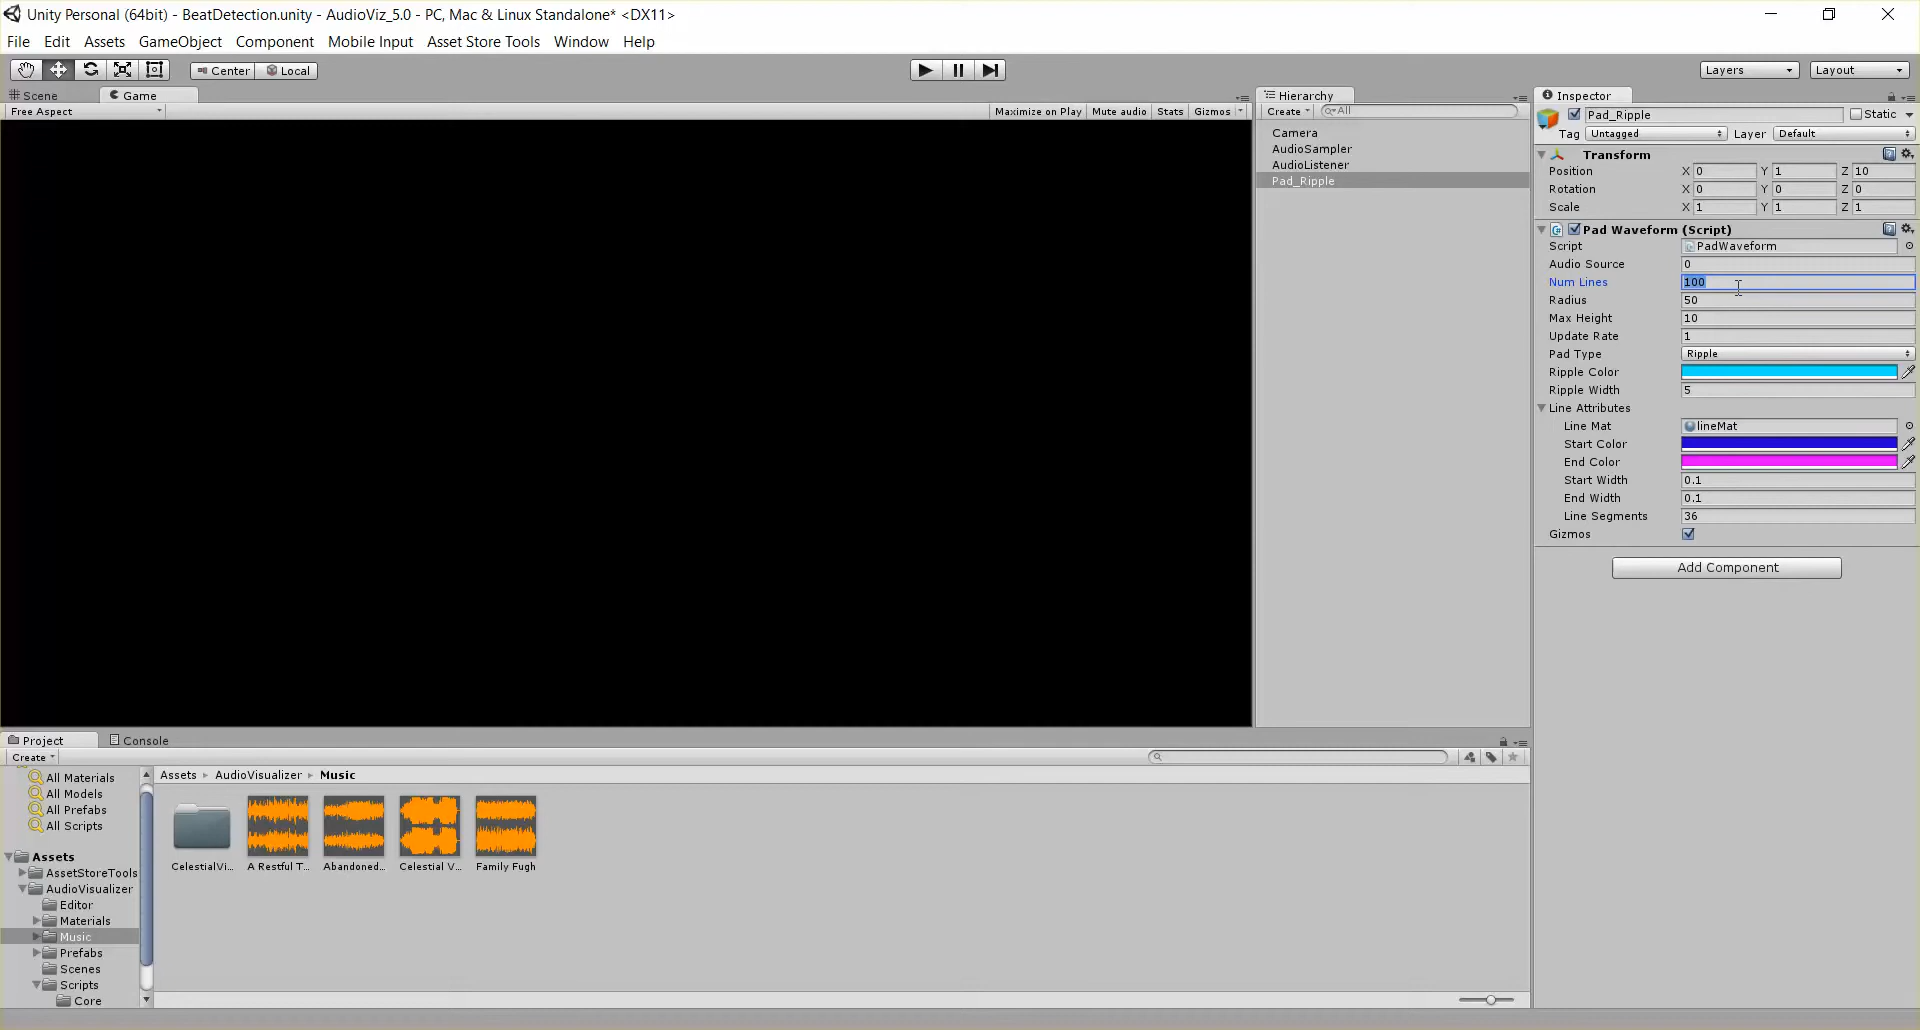 Unity Personal (64bit) - BeatDetection.unity - AudioViz_5.0 - PC, Mac & Linux Standalone* <DX11>
File Edit Assets GameObject Component Mobile Input Asset Store Tools Window Help
Center Local Layers Layout
Scene Game
Free Aspect Maximize on Play Mute audio Stats Gizmos
Hierarchy
Create All
Camera
AudioSampler
AudioListener
Pad_Ripple
Inspector
Pad_Ripple Static
Tag Untagged Layer Default
Transform
Position X 0 Y 1 Z 10
Rotation X 0 Y 0 Z 0
Scale X 1 Y 1 Z 1
Pad Waveform (Script)
Script PadWaveform
Audio Source 0
Num Lines 100
Radius 50
Max Height 10
Update Rate 1
Pad Type Ripple
Ripple Color
Ripple Width 5
Line Attributes
Line Mat lineMat
Start Color
End Color
Start Width 0.1
End Width 0.1
Line Segments 36
Gizmos
Add Component
Project Console
Create
All Materials
All Models
All Prefabs
All Scripts
Assets
AssetStoreTools
AudioVisualizer
Editor
Materials
Music
Prefabs
Scenes
Scripts
Core
Assets AudioVisualizer Music
CelestialVi... A Restful T... Abandoned... Celestial V... Family Fugh